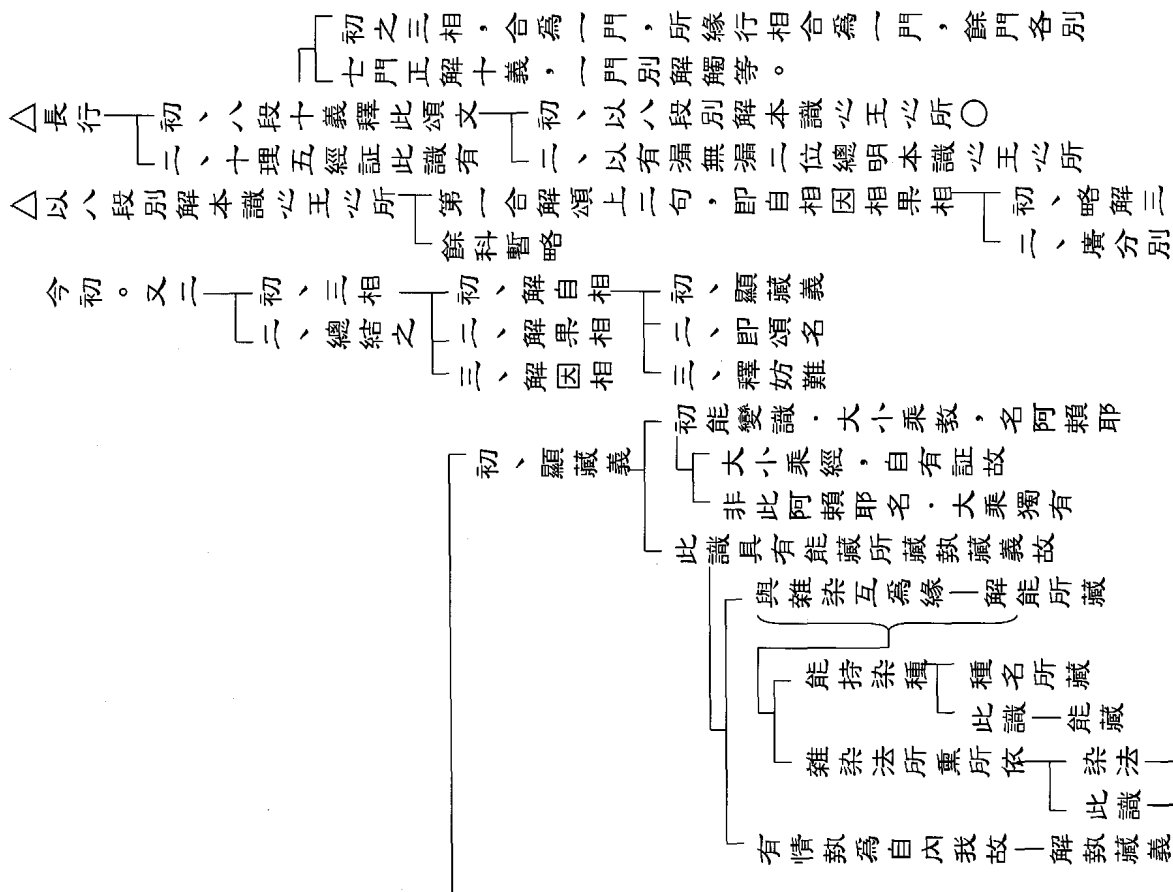 初之三相，合為一門，所緣行相合為一門，餘門各別
七門正解十義，一門別解觸等。
△長行
初、八段十義釋此頌文
二、十理五經証此識有
初、以八段別解本識心王心所○
二、以有漏無漏二位總明本識心王心所
△以八段別解本識心王心所
第一合解頌上二句，即自相因相果相
餘科暫略
初、略解三
二、廣分別
今初。又二
初、三相
二、總結之
初、解自相
二、解果相
三、解因相
初、顯藏義
二、即頌名
三、釋妨難
初、顯藏義
初能變識．大小乘教，名阿賴耶
大小乘經，自有証故
非此阿賴耶名．大乘獨有
此識具有能藏所藏執藏義故
與雜染互為緣—解能所藏
能持染種
種名所藏
此識—能藏
雜染法所熏所依
染法—
此識—
有情執為自內我故—解執藏義